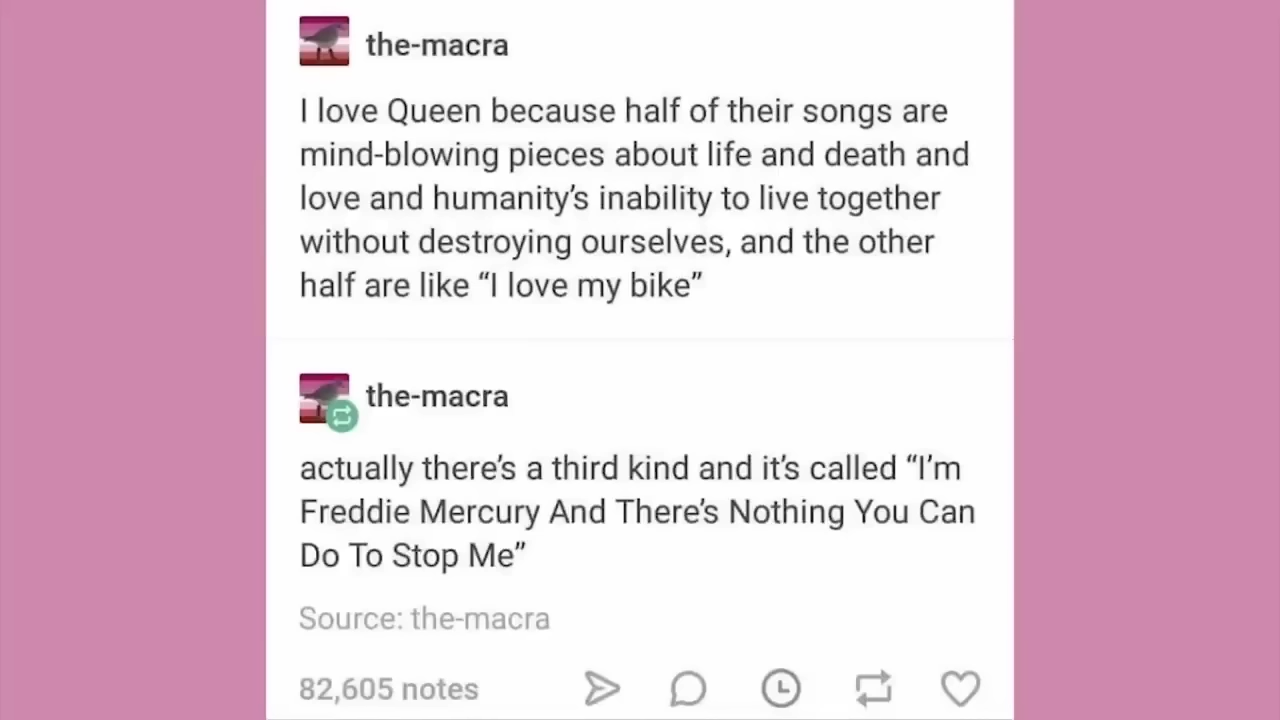 the-macra
I love Queen because half of their songs are
mind-blowing pieces about life and death and
love and humanity’s inability to live together
without destroying ourselves, and the other
half are like “I love my bike”
the-macra
actually there’s a third kind and it’s called “I’m
Freddie Mercury And There’s Nothing You Can
Do To Stop Me”
Source: the-macra
82,605 notes